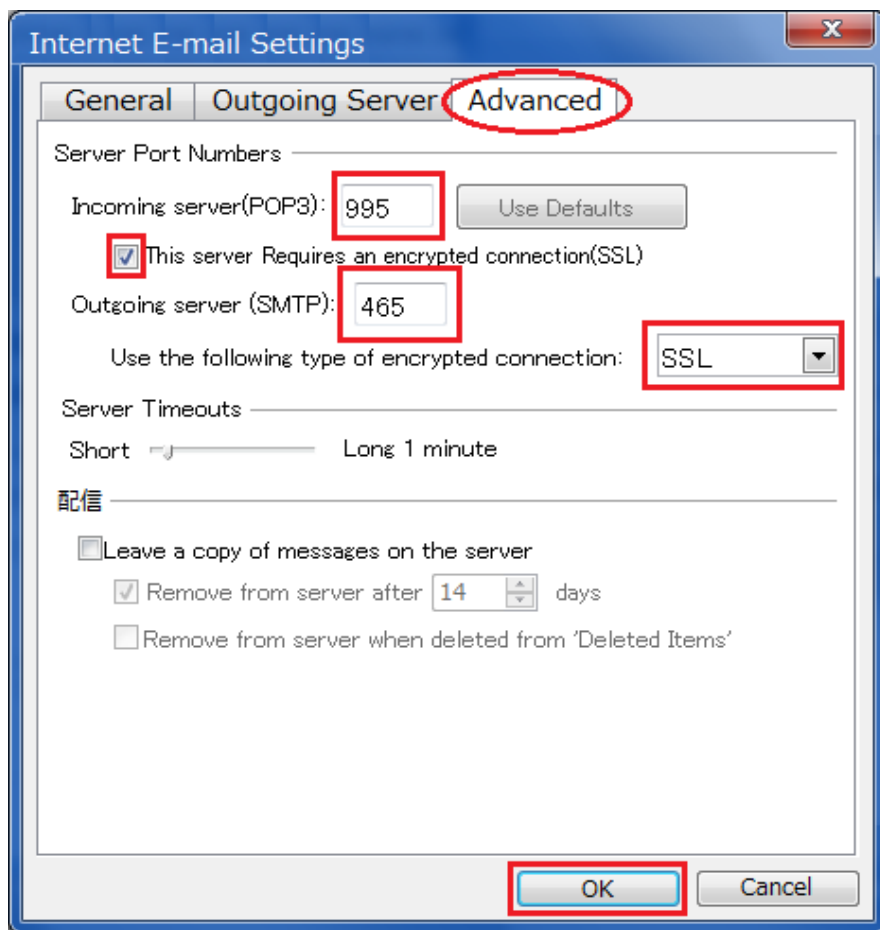 Internet E-mail Settings
General Outgoing Server Advanced
Server Port Numbers
Incoming server(POP3): 995 Use Defaults
This server Requires an encrypted connection(SSL)
Outgoing server (SMTP): 465
Use the following type of encrypted connection: SSL
Server Timeouts
Short Long 1 minute
配信
Leave a copy of messages on the server
Remove from server after 14 days
Remove from server when deleted from 'Deleted Items'
OK Cancel